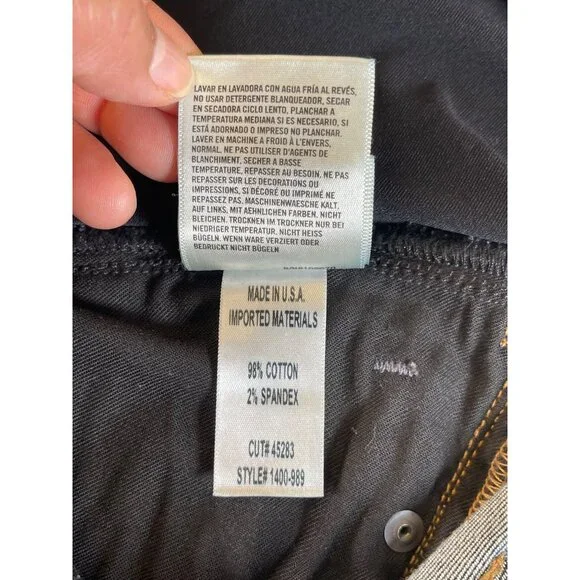 LAVAR EN LAVADORA CON AGUA FRÍA AL REVÉS,
NO USAR DETERGENTE BLANQUEADOR, SECAR
EN SECADORA CICLO LENTO, PLANCHAR A
TEMPERATURA MEDIANA SI ES NECESARIO, SI
ESTÁ ADORNADO O IMPRESO NO PLANCHAR.
LAVER EN MACHINE A FROID À L'ENVERS,
NORMAL. NE PAS UTILISER D'AGENTS DE
BLANCHIMENT, SECHER A BASSE
TEMPERATURE, REPASSER AU BESOIN, NE PAS
REPASSER SUR LES DECORATIONS OU
IMPRESSIONS, SI DÉCORÉ OU IMPRIMÉ NE
REPASSEZ PAS. MASCHINENWAESCHE KALT,
AUF LINKS, MIT AEHNLICHEN FARBEN. NICHT
BLEICHEN. TROCKNEN IM TROCKNER NUR BEI
NIEDRIGER TEMPERATUR. NICHT HEISS
BÜGELN. WENN WARE VERZIERT ODER
BEDRUCKT NICHT BÜGELN
MADE IN U.S.A.
IMPORTED MATERIALS
98% COTTON
2% SPANDEX
CUT# 45283
STYLE# 1400-989